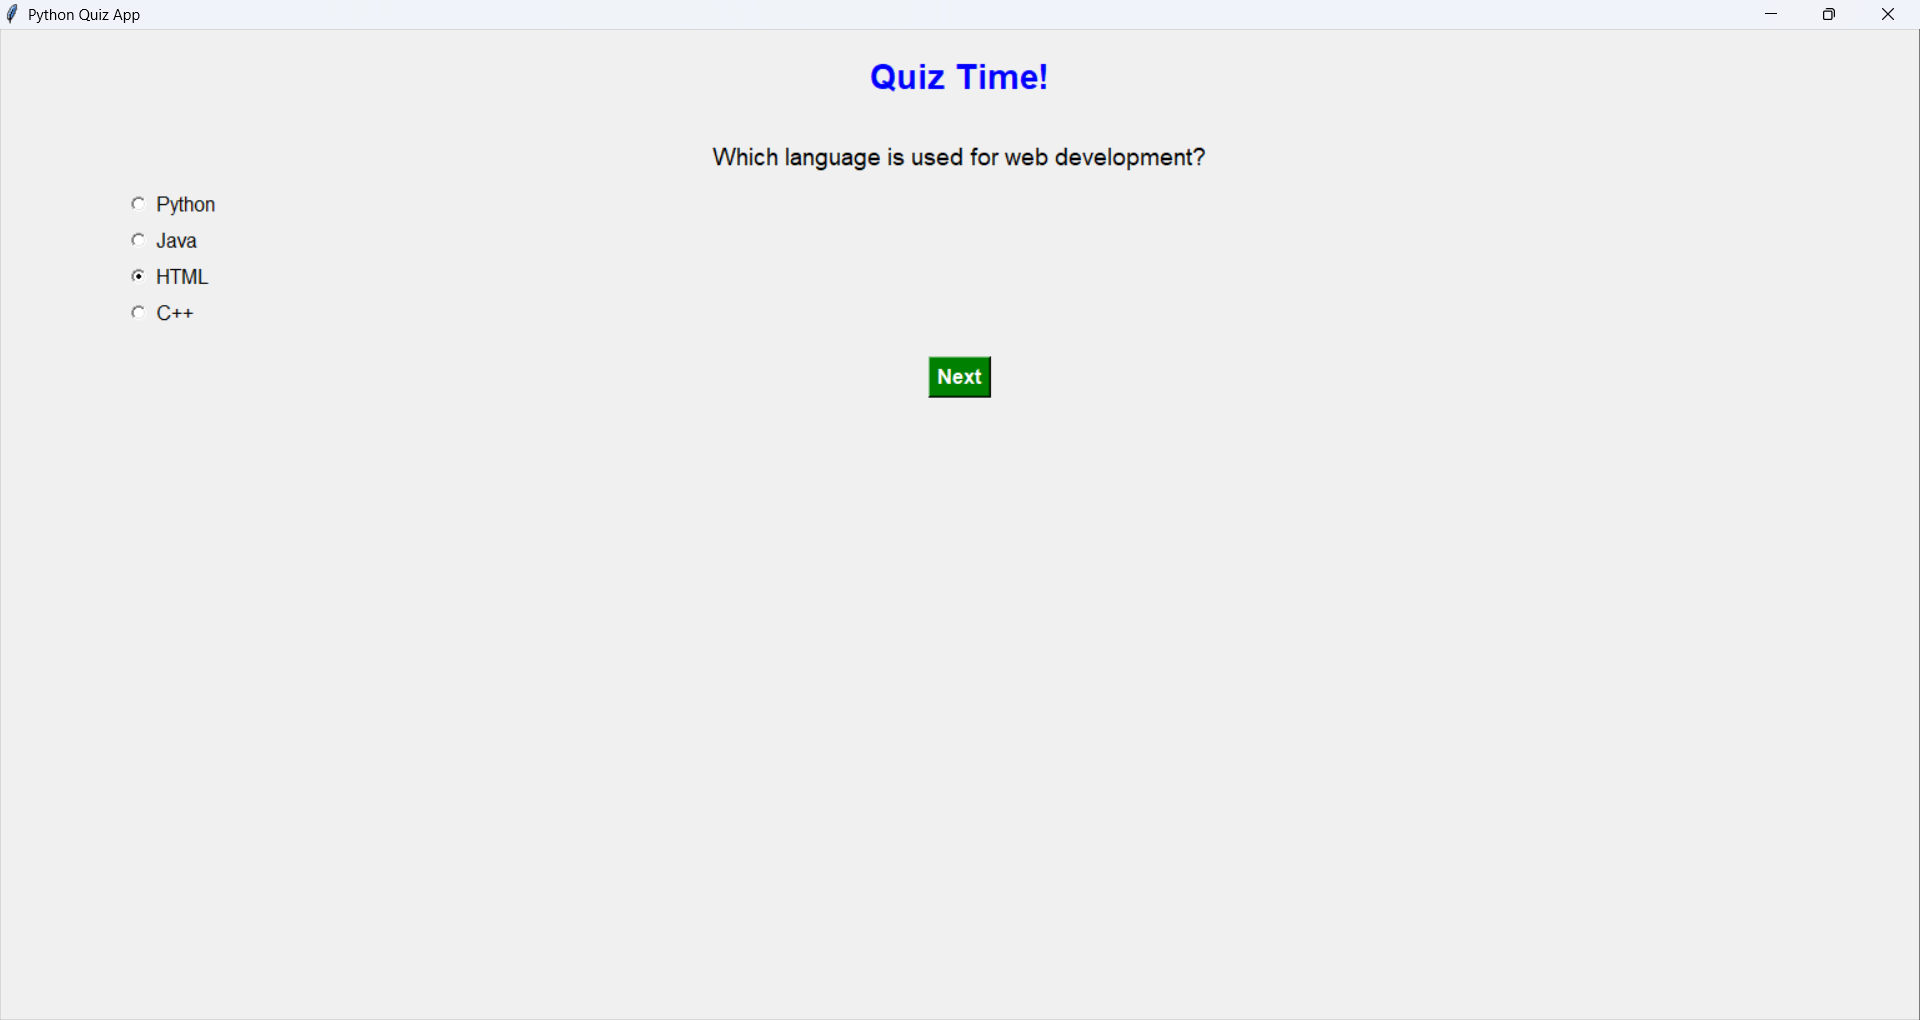 Python Quiz App
Quiz Time!
Which language is used for web development?
Python
Java
HTML
C++
Next